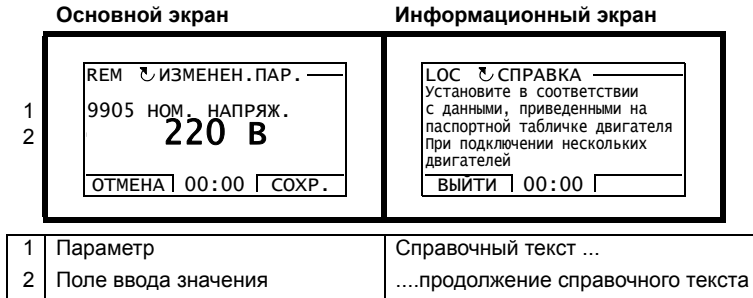 Основной экран
Информационный экран
REM ↻ ИЗМЕНЕН.ПАР.
1 9905 НОМ. НАПРЯЖ.
2 220 В
ОТМЕНА 00:00 СОХР.
LOC ↻ СПРАВКА
Установите в соответствии
с данными, приведенными на
паспортной табличке двигателя
При подключении нескольких
двигателей
ВЫЙТИ 00:00
1 Параметр Справочный текст ...
2 Поле ввода значения ....продолжение справочного текста